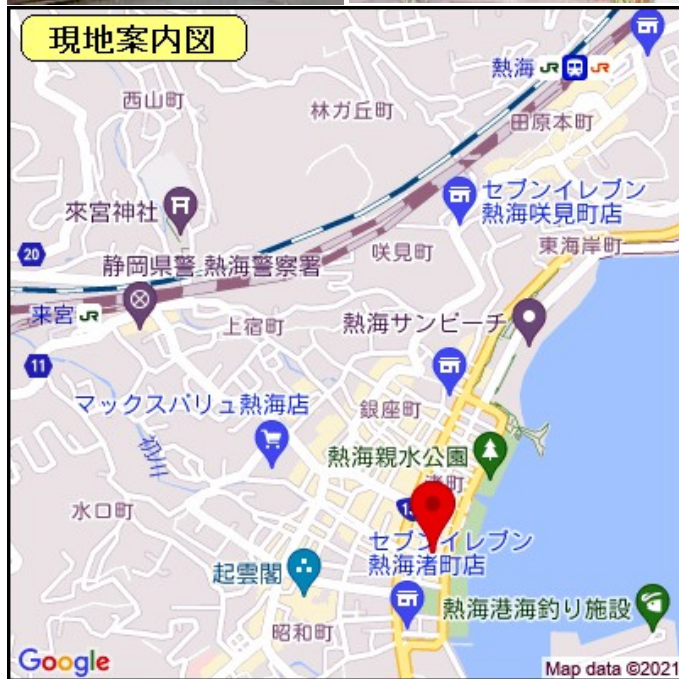 現地案内図
熱海 JR JR
西山町
林ガ丘町
田原本町
來宮神社
セブンイレブン
熱海咲見町店
20
静岡県警 熱海警察署
咲見町
東海岸町
来宮 JR
上宿町
熱海サンビーチ
11
マックスバリュ熱海店
銀座町
初川
熱海親水公園
渚町
水口町
セブンイレブン
熱海渚町店
起雲閣
熱海港海釣り施設
昭和町
Google
Map data ©2021